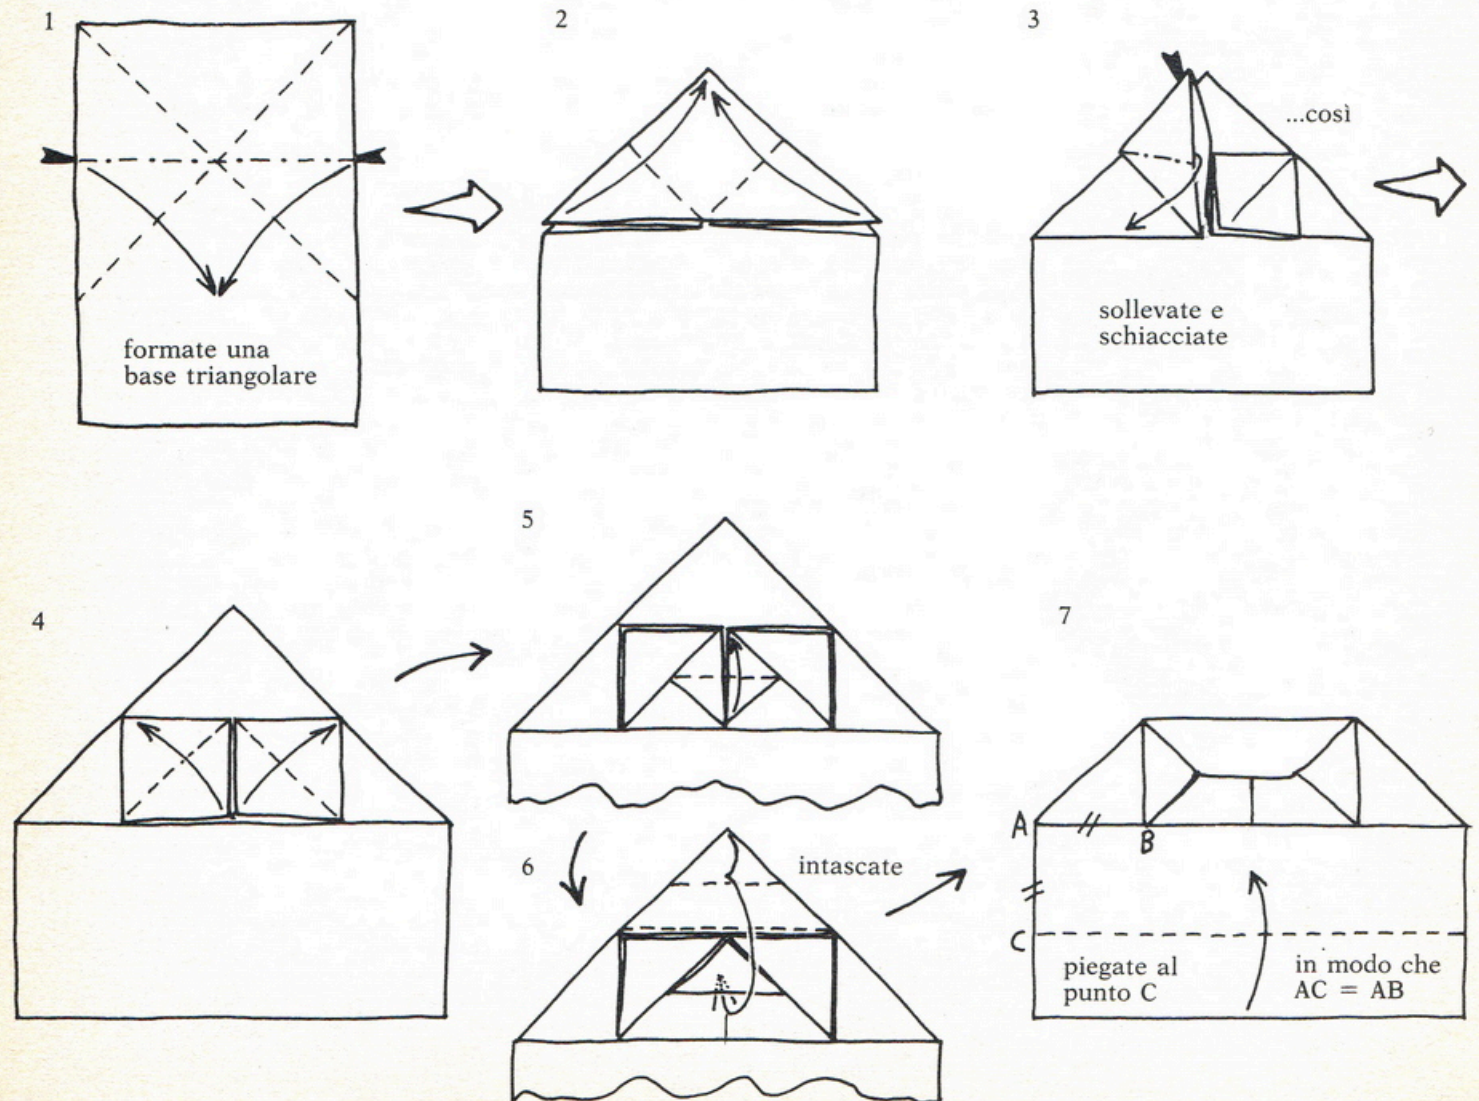 1
2
3
...così
formate una
base triangolare
sollevate e
schiacciate
4
5
6
intascate
7
A
B
C
piegate al
punto C
in modo che
AC = AB